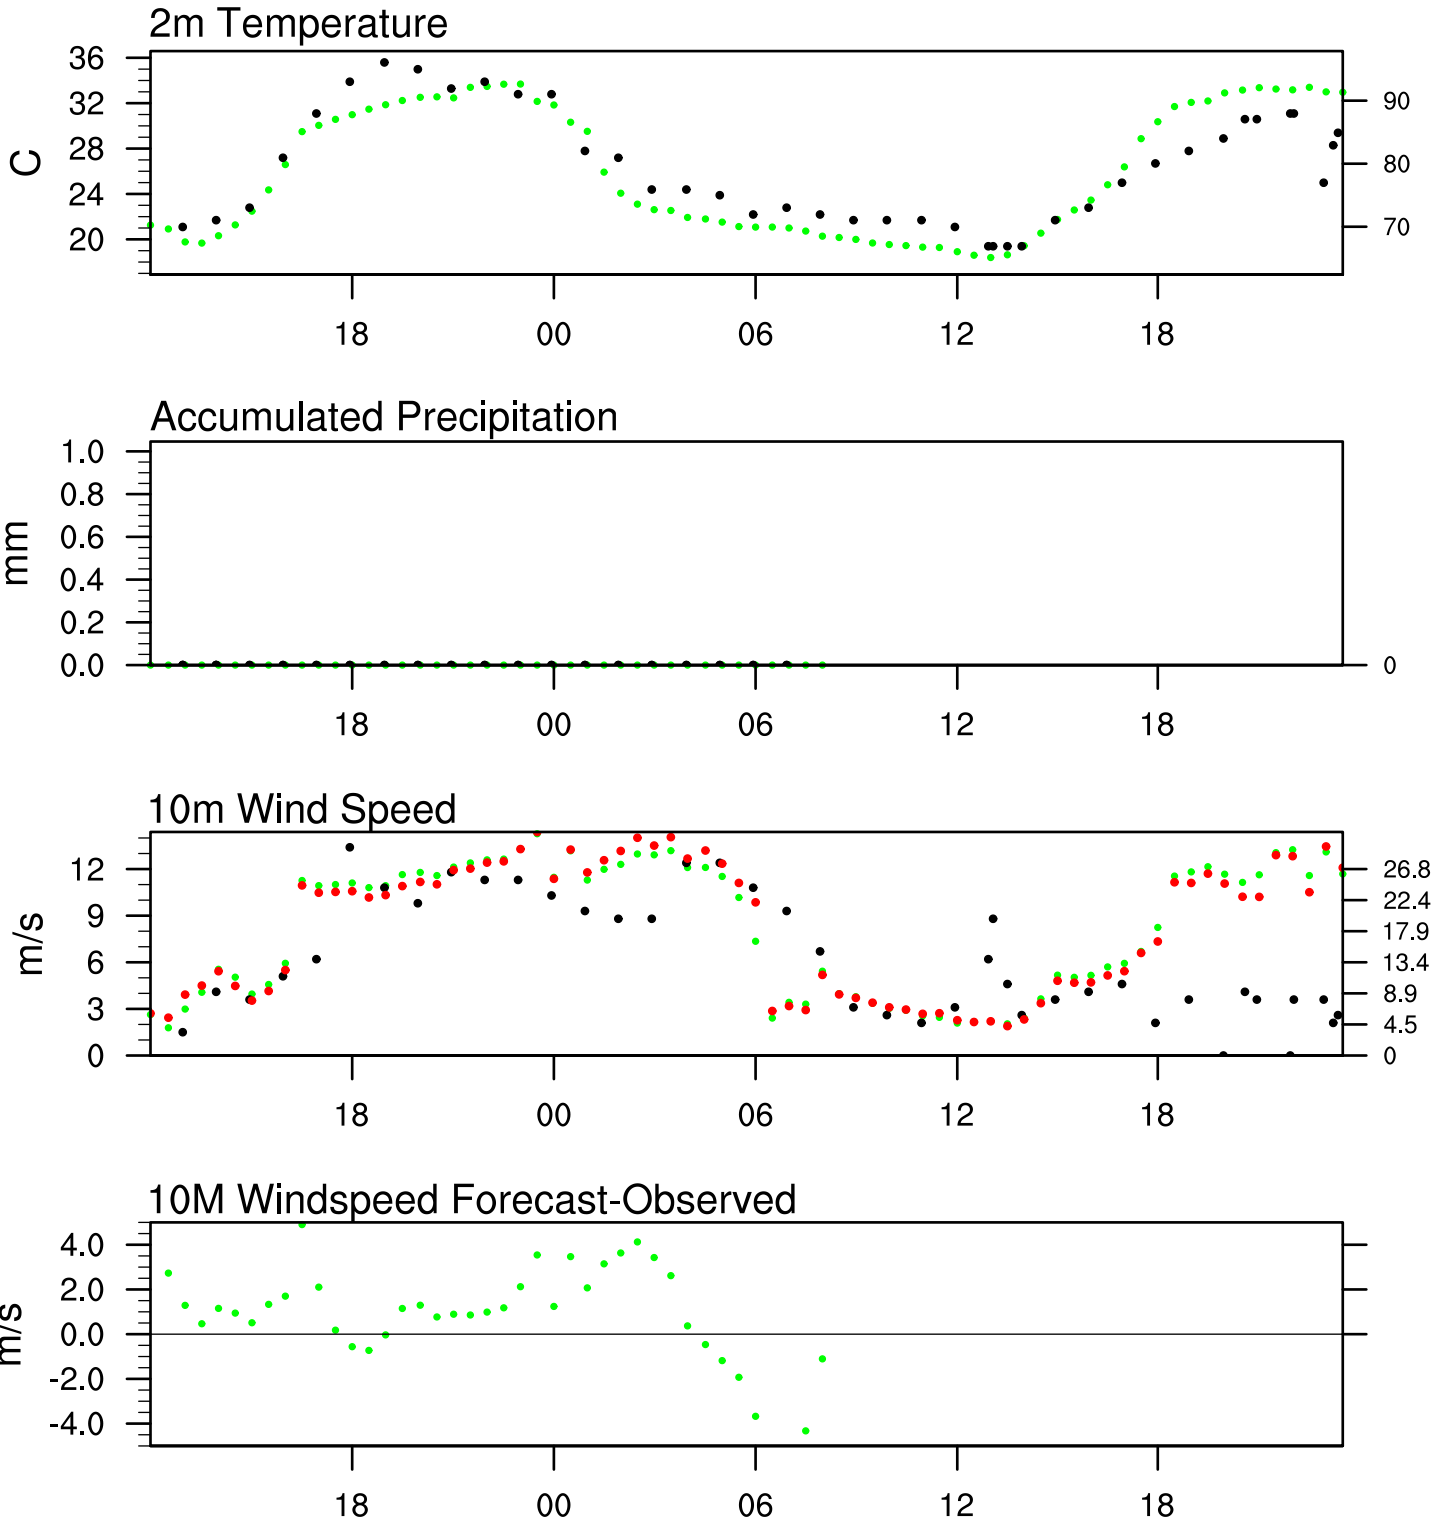 2m Temperature
36
32
28
24
20
C
90
80
70
18 00 06 12 18
Accumulated Precipitation
1.0
0.8
0.6
0.4
0.2
0.0
mm
0
18 00 06 12 18
10m Wind Speed
12
9
6
3
0
m/s
26.8
22.4
17.9
13.4
8.9
4.5
0
18 00 06 12 18
10M Windspeed Forecast-Observed
4.0
2.0
0.0
-2.0
-4.0
m/s
18 00 06 12 18